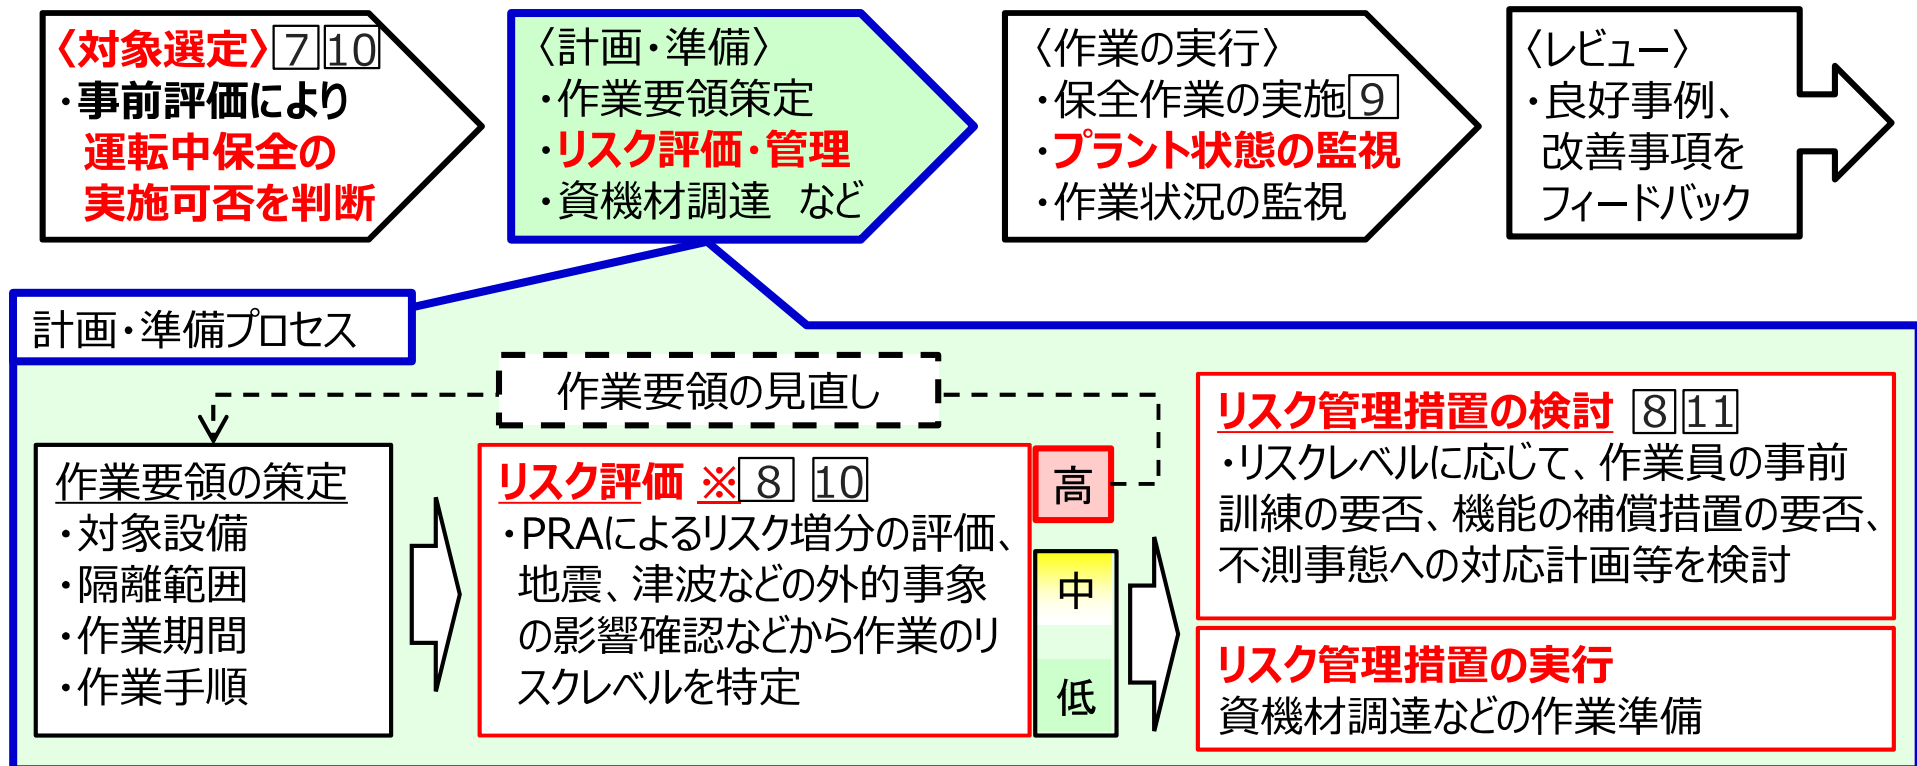 〈対象選定〉 7 10
・事前評価により
運転中保全の
実施可否を判断
〈計画・準備〉
・作業要領策定
・リスク評価・管理
・資機材調達　など
〈作業の実行〉
・保全作業の実施 9
・プラント状態の監視
・作業状況の監視
〈レビュー〉
・良好事例、
改善事項を
フィードバック
計画・準備プロセス
作業要領の見直し
作業要領の策定
・対象設備
・隔離範囲
・作業期間
・作業手順
リスク評価 ※ 8 10
・PRAによるリスク増分の評価、
地震、津波などの外的事象
の影響確認などから作業のリ
スクレベルを特定
高
中
低
リスク管理措置の検討 8 11
・リスクレベルに応じて、作業員の事前
訓練の要否、機能の補償措置の要否、
不測事態への対応計画等を検討
リスク管理措置の実行
資機材調達などの作業準備